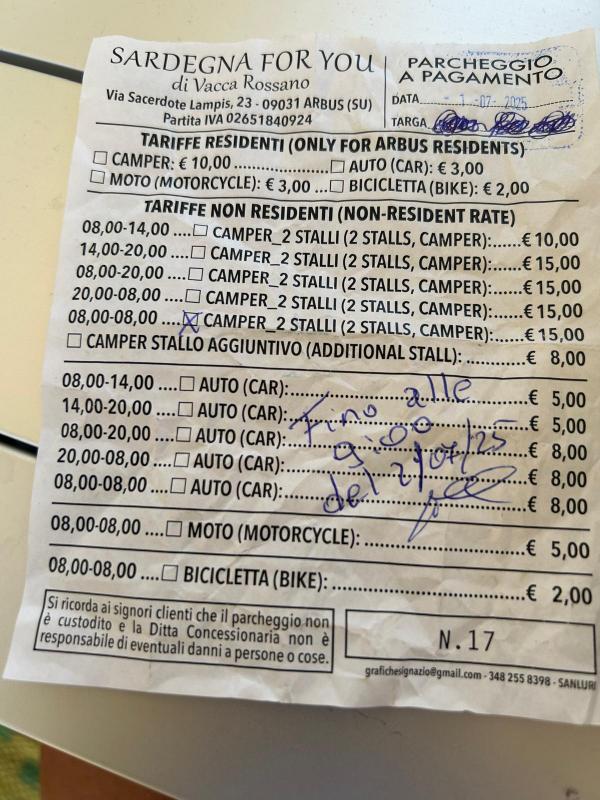 SARDEGNA FOR YOU
di Vacca Rossano
Via Sacerdote Lampis, 23 - 09031 ARBUS (SU)
Partita IVA 02651840924
PARCHEGGIO
A PAGAMENTO
DATA 1 -07- 2025
TARGA
TARIFFE RESIDENTI (ONLY FOR ARBUS RESIDENTS)
☐ CAMPER: € 10,00 ☐ AUTO (CAR): € 3,00
☐ MOTO (MOTORCYCLE): € 3,00 ... ☐ BICICLETTA (BIKE): € 2,00
TARIFFE NON RESIDENTI (NON-RESIDENT RATE)
08,00-14,00 .... ☐ CAMPER_2 STALLI (2 STALLS, CAMPER):......€ 10,00
14,00-20,00 .... ☐ CAMPER_2 STALLI (2 STALLS, CAMPER):......€ 15,00
08,00-20,00 .... ☐ CAMPER_2 STALLI (2 STALLS, CAMPER):......€ 15,00
20,00-08,00 .... ☐ CAMPER_2 STALLI (2 STALLS, CAMPER):......€ 15,00
08,00-08,00 .... ☒ CAMPER_2 STALLI (2 STALLS, CAMPER):......€ 15,00
☐ CAMPER STALLO AGGIUNTIVO (ADDITIONAL STALL): ......€ 8,00
08,00-14,00 .... ☐ AUTO (CAR):......€ 5,00
14,00-20,00 .... ☐ AUTO (CAR):......€ 5,00
08,00-20,00 .... ☐ AUTO (CAR):......€ 8,00
20,00-08,00 .... ☐ AUTO (CAR):......€ 8,00
08,00-08,00 .... ☐ AUTO (CAR):......€ 8,00
Fino alle
del 2/07/25
08,00-08,00 .... ☐ MOTO (MOTORCYCLE): ......€ 5,00
08,00-08,00 .... ☐ BICICLETTA (BIKE): ......€ 2,00
Si ricorda ai signori clienti che il parcheggio non
è custodito e la Ditta Concessionaria non è
responsabile di eventuali danni a persone o cose.
N.17
grafichesignazio@gmail.com - 348 255 8398 - SANLURI